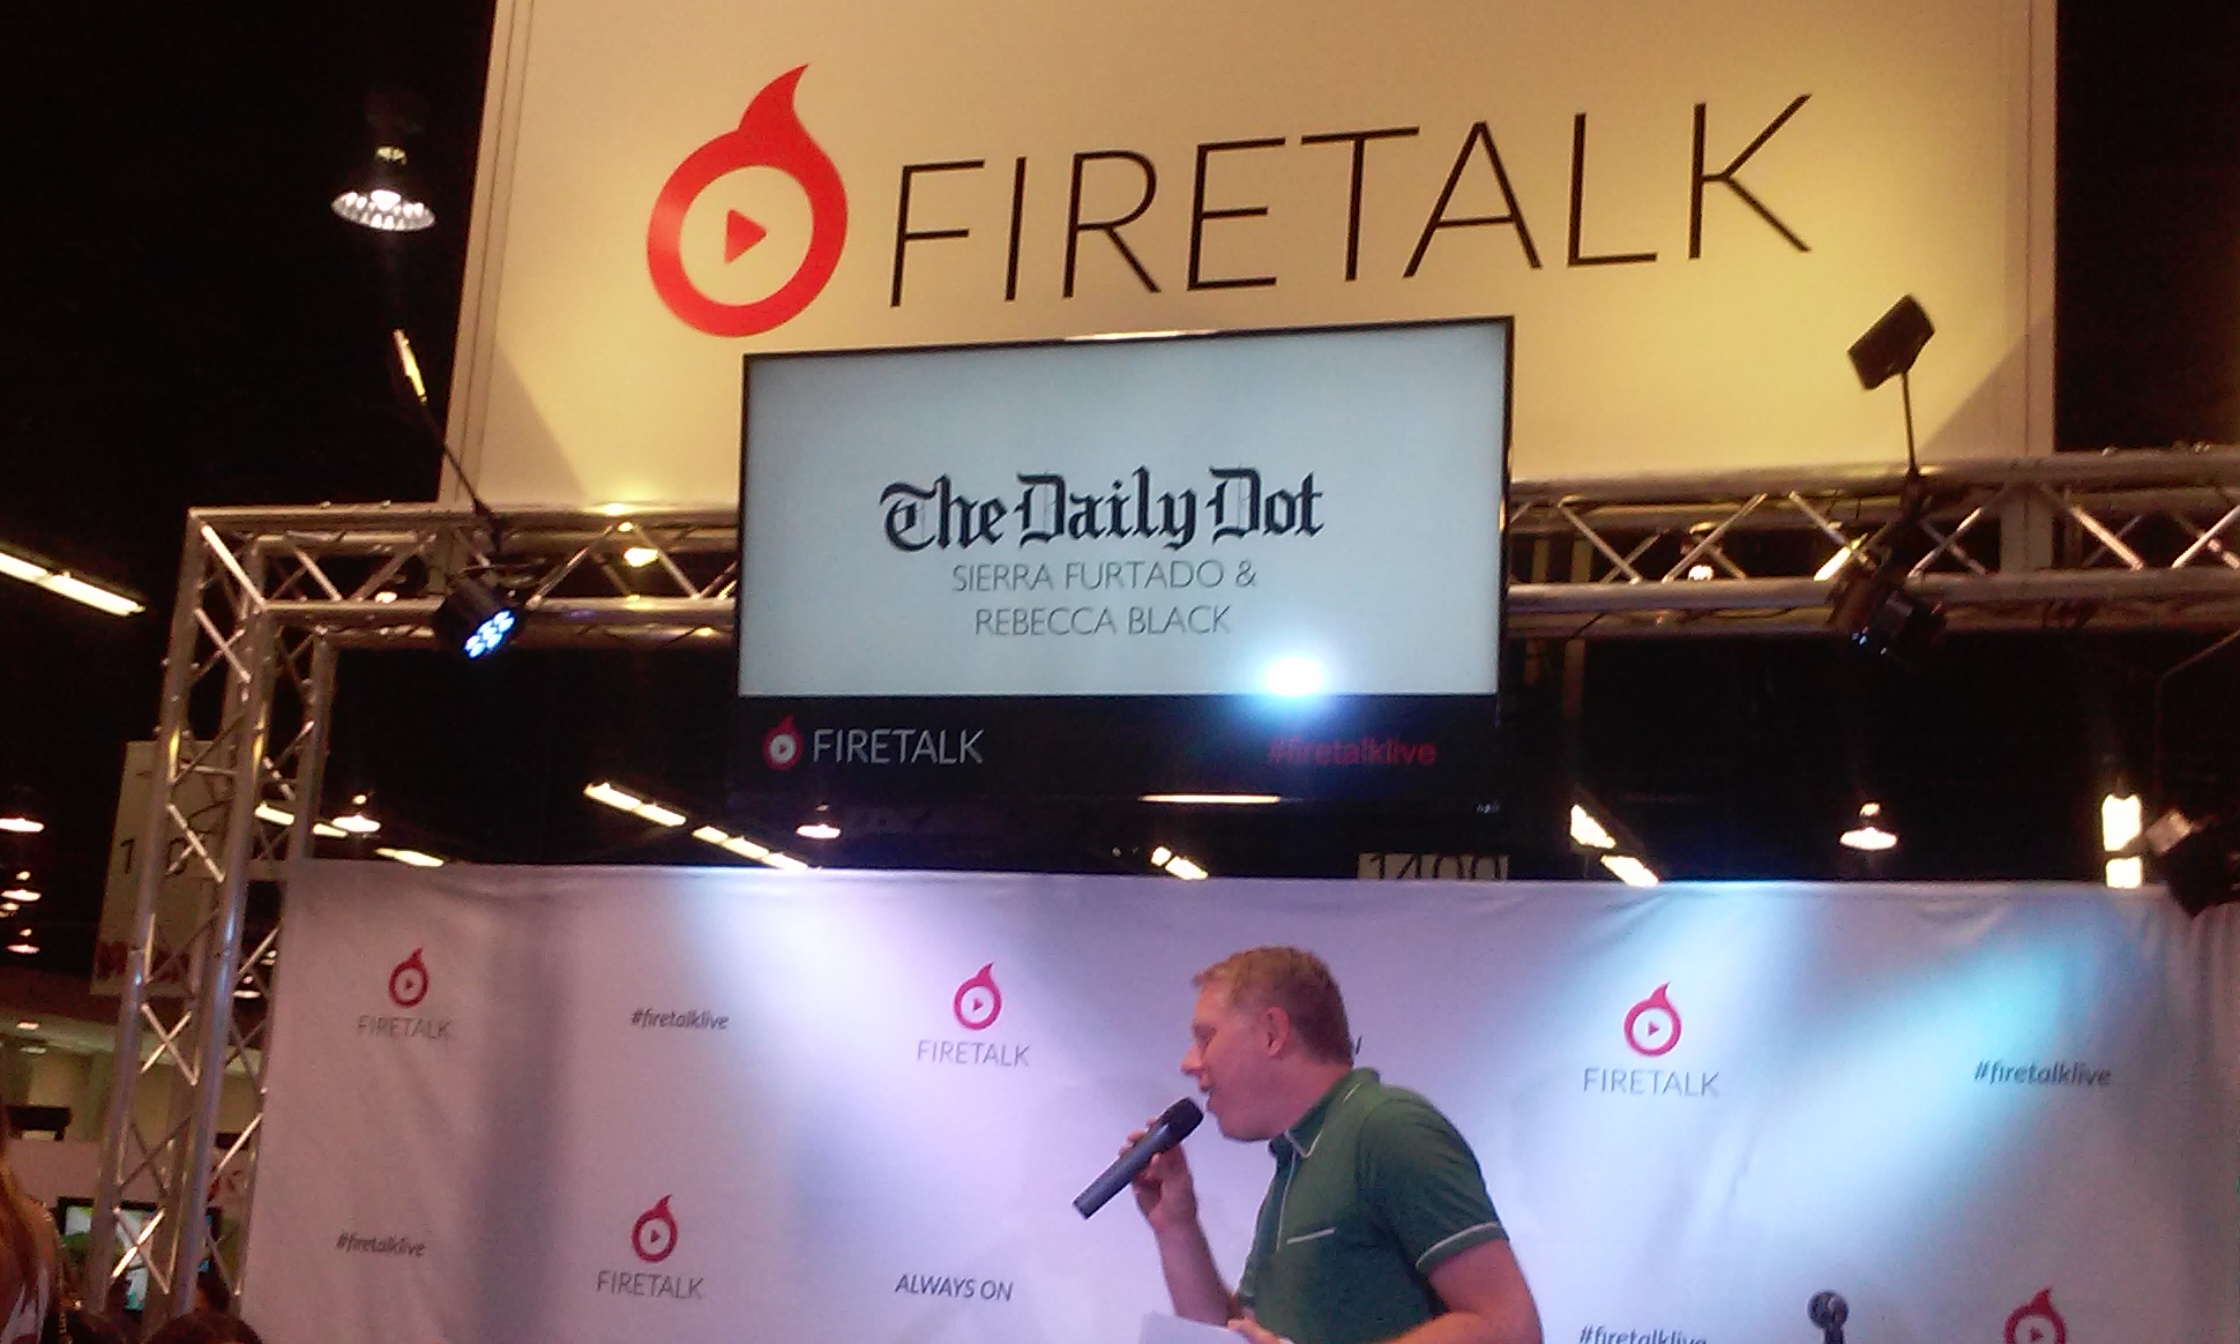 FIRETALK
The Daily Dot
SIERRA FURTADO &
REBECCA BLACK
FIRETALK
#firetalklive
1400
FIRETALK
#firetalklive
FIRETALK
FIRETALK
#firetalklive
#firetalklive
FIRETALK
ALWAYS ON
#firetalklive